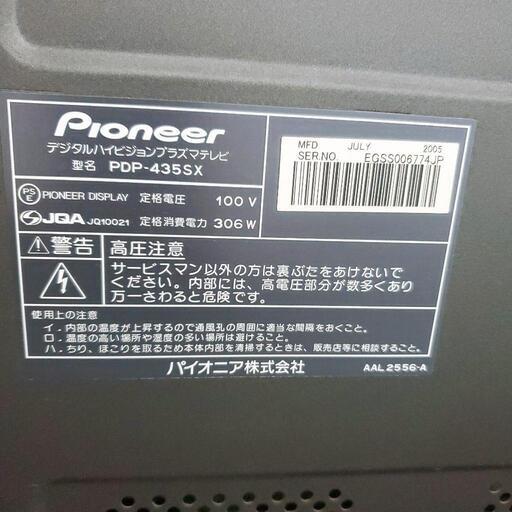 Pioneer
デジタルハイビジョンプラズマテレビ
型名 PDP-435SX
PS E PIONEER DISPLAY 定格電圧 100 V
JQA JQ10021 定格消費電力 306 W
MFD JULY 2005
SER.NO. EGSS006774JP
警告 高圧注意
サービスマン以外の方は裏ぶたをあけないで
ください。内部には、高電圧部分が数多くあり
万一さわると危険です。
使用上の注意
イ．内部の温度が上昇するので通風孔の周囲に適当な間隔をおくこと。
ロ．温度の高い場所や湿度の多い場所は避けること。
ハ．ちり、ほこりを取るため本体内部を清掃するときは、販売店等に相談すること。
パイオニア株式会社
AAL2556-A